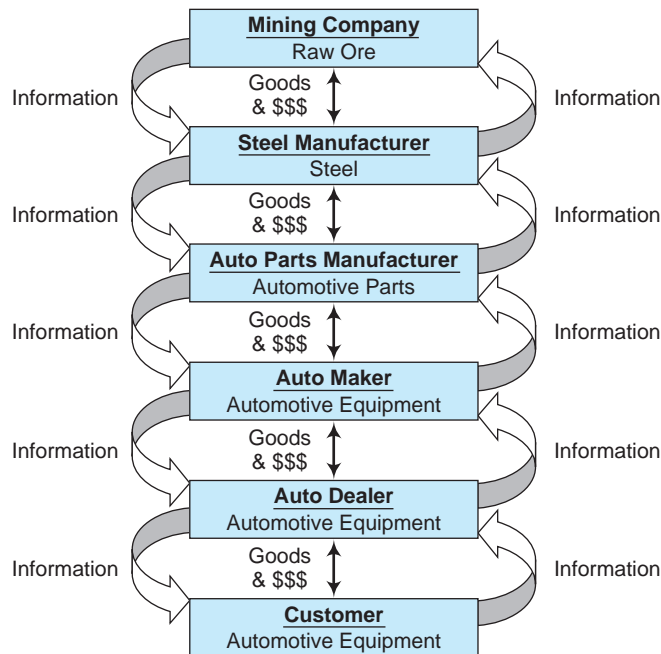 Mining Company
Raw Ore
Information
Goods
& $$$
Information
Steel Manufacturer
Steel
Information
Goods
& $$$
Information
Auto Parts Manufacturer
Automotive Parts
Information
Goods
& $$$
Information
Auto Maker
Automotive Equipment
Information
Goods
& $$$
Information
Auto Dealer
Automotive Equipment
Information
Goods
& $$$
Information
Customer
Automotive Equipment